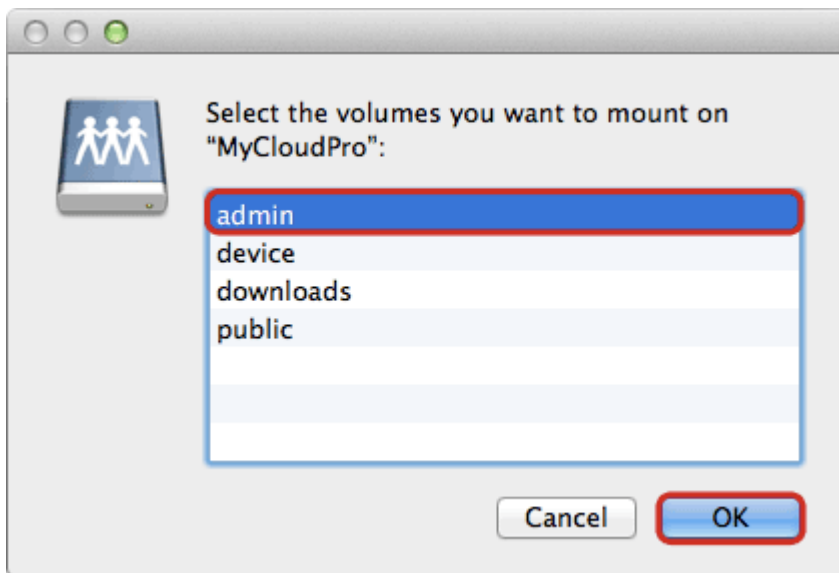 Select the volumes you want to mount on
“MyCloudPro”:
admin
device
downloads
public
Cancel
OK